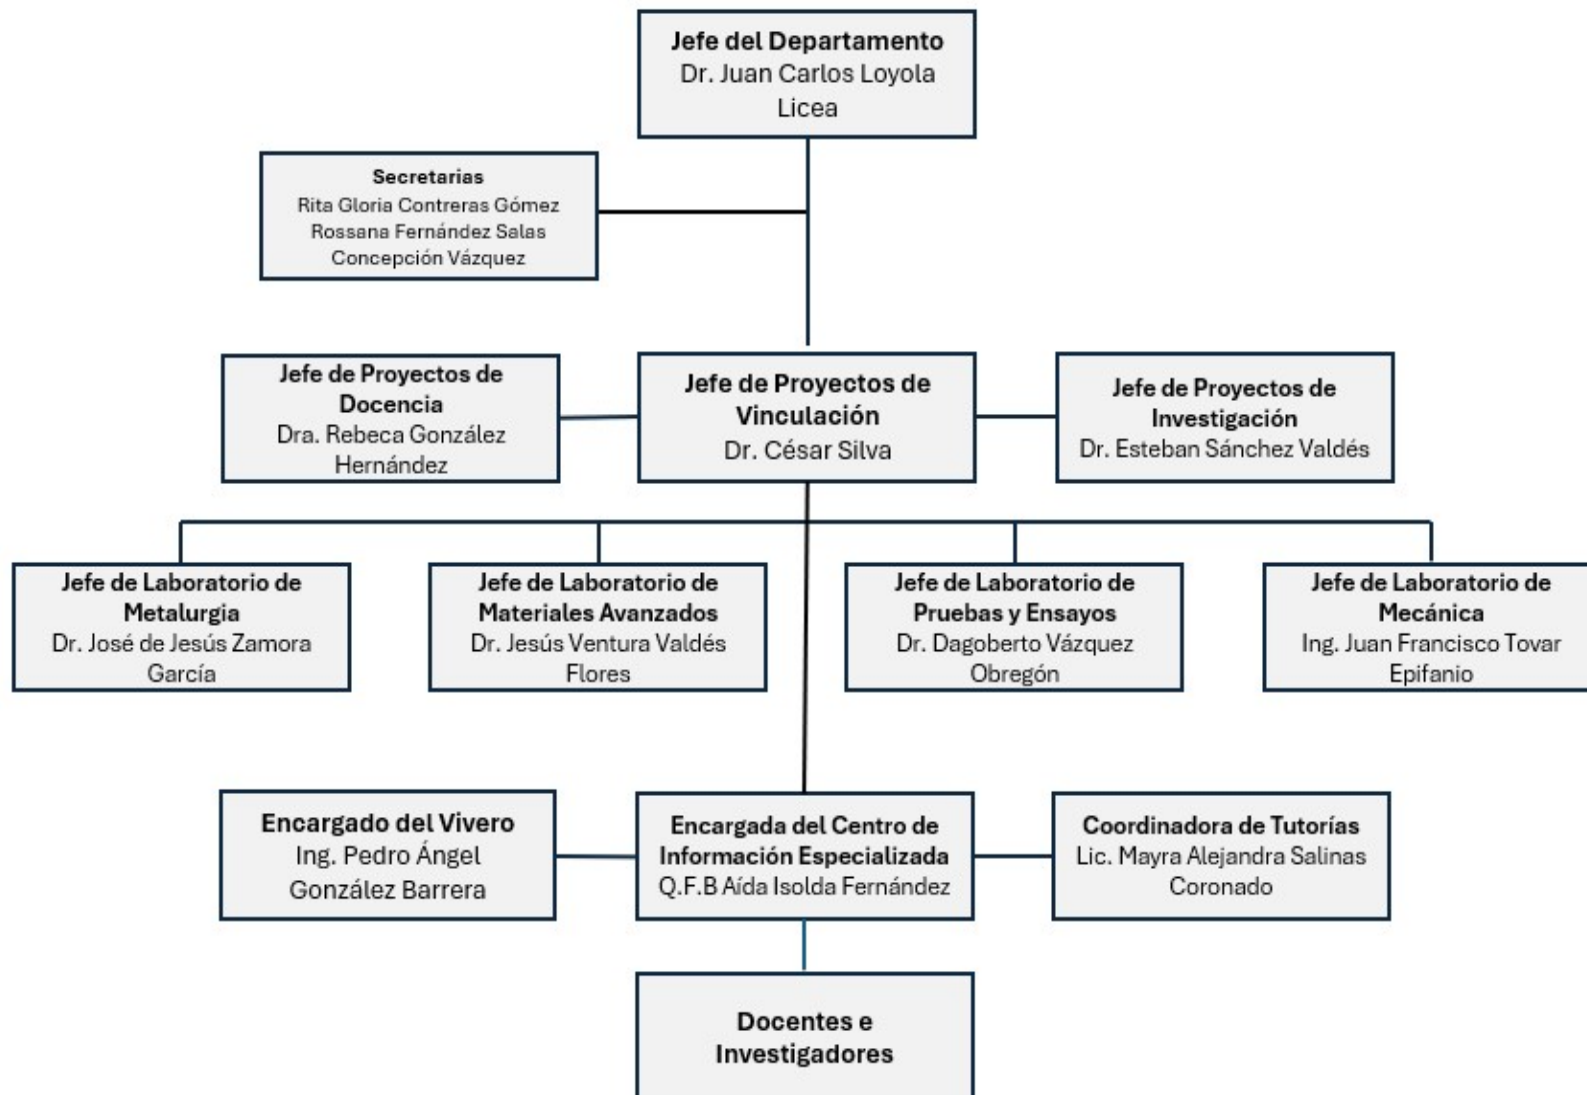 Jefe del Departamento
Dr. Juan Carlos Loyola
Licea
Secretarias
Rita Gloria Contreras Gómez
Rossana Fernández Salas
Concepción Vázquez
Jefe de Proyectos de
Docencia
Dra. Rebeca González
Hernández
Jefe de Proyectos de
Vinculación
Dr. César Silva
Jefe de Proyectos de
Investigación
Dr. Esteban Sánchez Valdés
Jefe de Laboratorio de
Metalurgia
Dr. José de Jesús Zamora
García
Jefe de Laboratorio de
Materiales Avanzados
Dr. Jesús Ventura Valdés
Flores
Jefe de Laboratorio de
Pruebas y Ensayos
Dr. Dagoberto Vázquez
Obregón
Jefe de Laboratorio de
Mecánica
Ing. Juan Francisco Tovar
Epifanio
Encargado del Vivero
Ing. Pedro Ángel
González Barrera
Encargada del Centro de
Información Especializada
Q.F.B Aída Isolda Fernández
Coordinadora de Tutorías
Lic. Mayra Alejandra Salinas
Coronado
Docentes e
Investigadores